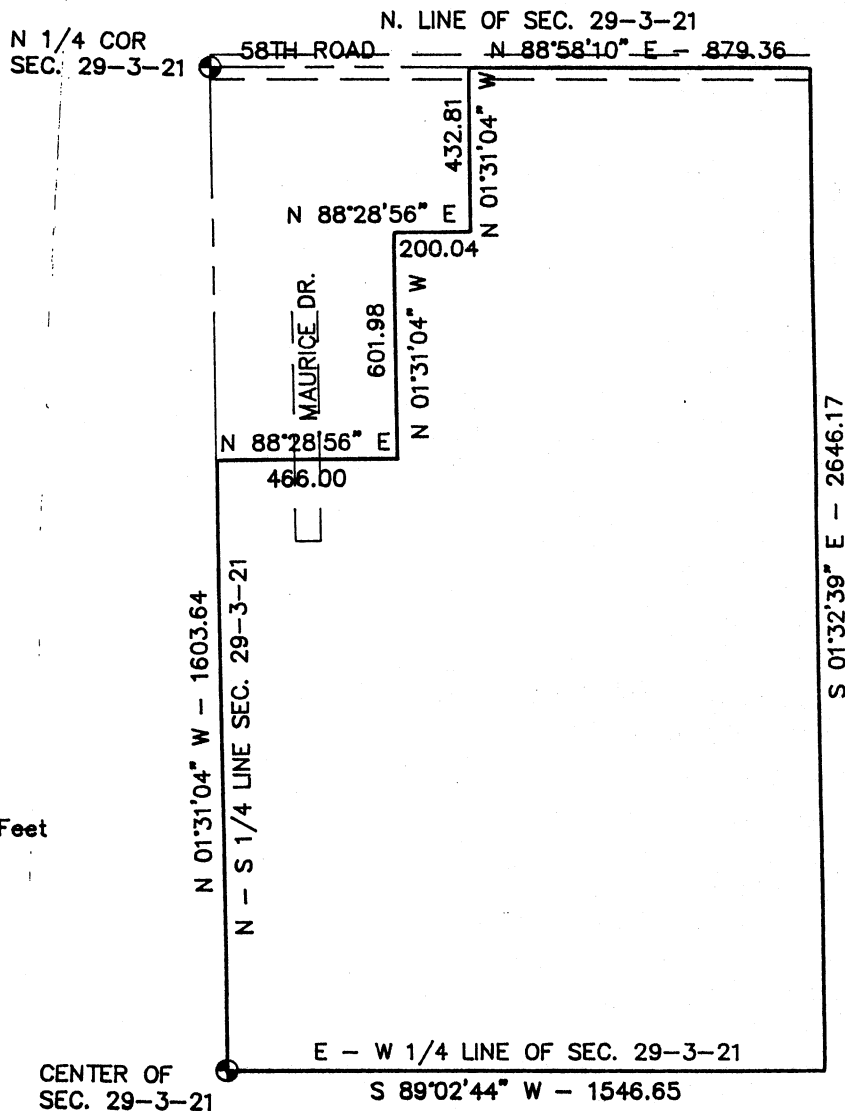 N. LINE OF SEC. 29-3-21
N 1/4 COR
SEC. 29-3-21
58TH ROAD
N 88°58'10" E - 879.36
432.81
N 01°31'04" W
N 88°28'56" E
200.04
MAURICE DR.
601.98
N 01°31'04" W
N 88°28'56" E
466.00
S 01°32'39" E - 2646.17
N 01°31'04" W - 1603.64
N - S 1/4 LINE SEC. 29-3-21
Feet
E - W 1/4 LINE OF SEC. 29-3-21
CENTER OF
SEC. 29-3-21
S 89°02'44" W - 1546.65